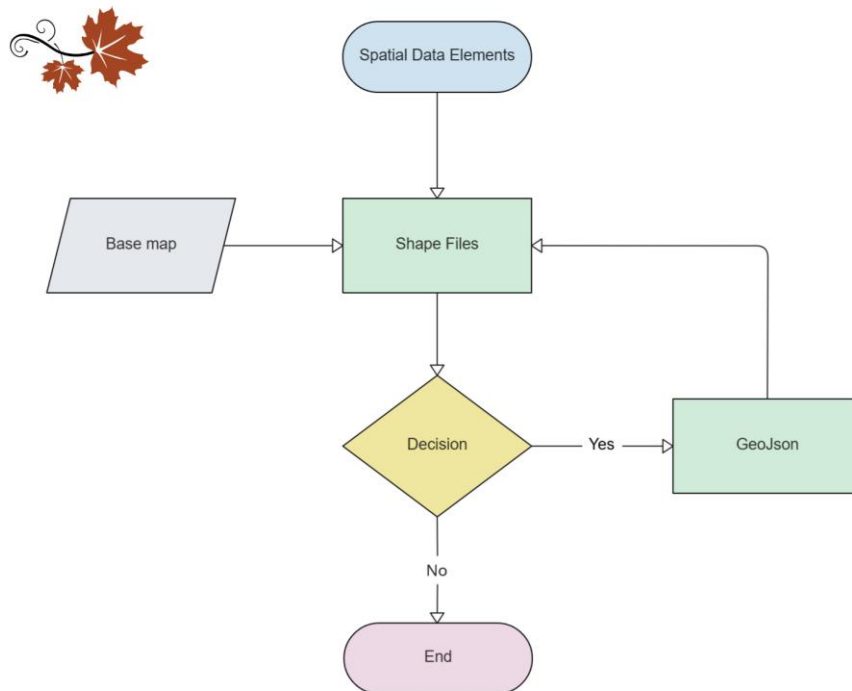 Spatial Data Elements
Base map
Shape Files
Decision
Yes
GeoJson
No
End